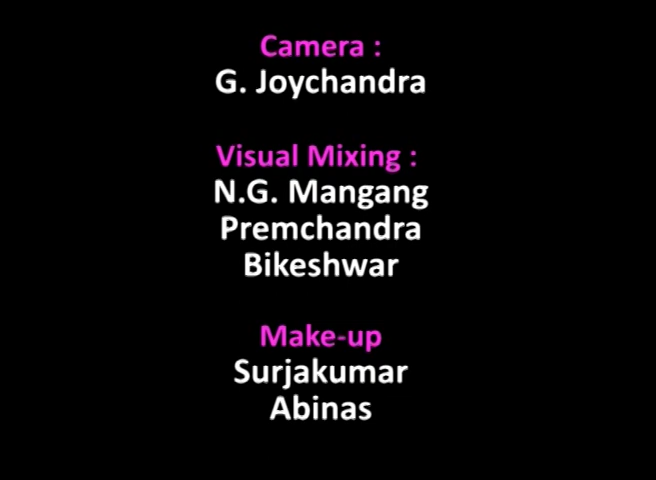 Camera :
G. Joychandra
Visual Mixing :
N.G. Mangang
Premchandra
Bikeshwar
Make-up
Surjakumar
Abinas